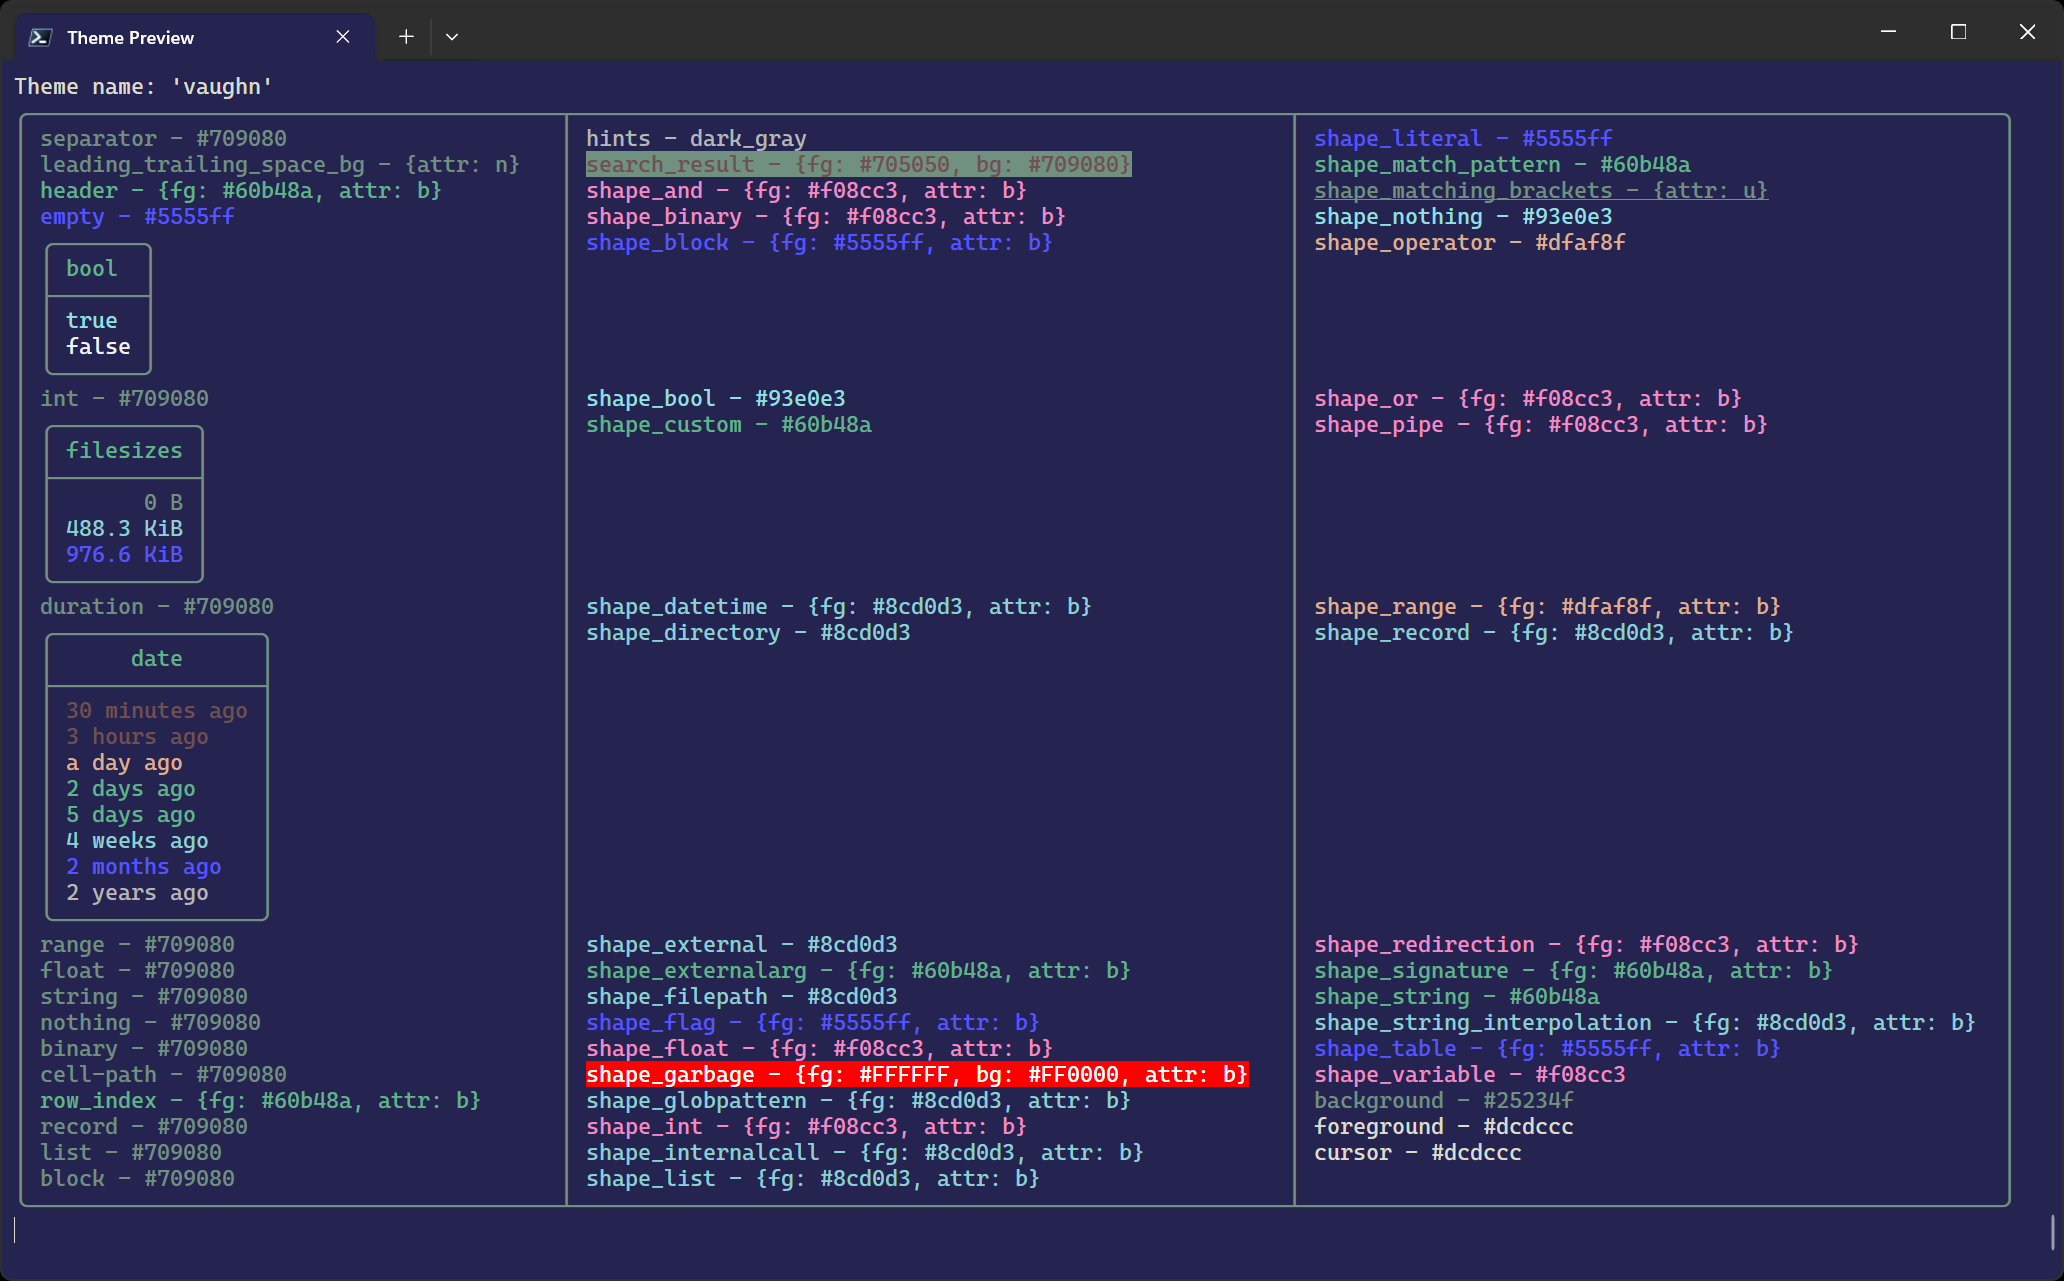 Theme Preview
Theme name: 'vaughn'
separator - #709080
leading_trailing_space_bg - {attr: n}
header - {fg: #60b48a, attr: b}
empty - #5555ff
bool
true
false
int - #709080
filesizes
0 B
488.3 KiB
976.6 KiB
duration - #709080
date
30 minutes ago
3 hours ago
a day ago
2 days ago
5 days ago
4 weeks ago
2 months ago
2 years ago
range - #709080
float - #709080
string - #709080
nothing - #709080
binary - #709080
cell-path - #709080
row_index - {fg: #60b48a, attr: b}
record - #709080
list - #709080
block - #709080
hints - dark_gray
search_result - {fg: #705050, bg: #709080}
shape_and - {fg: #f08cc3, attr: b}
shape_binary - {fg: #f08cc3, attr: b}
shape_block - {fg: #5555ff, attr: b}
shape_bool - #93e0e3
shape_custom - #60b48a
shape_datetime - {fg: #8cd0d3, attr: b}
shape_directory - #8cd0d3
shape_external - #8cd0d3
shape_externalarg - {fg: #60b48a, attr: b}
shape_filepath - #8cd0d3
shape_flag - {fg: #5555ff, attr: b}
shape_float - {fg: #f08cc3, attr: b}
shape_garbage - {fg: #FFFFFF, bg: #FF0000, attr: b}
shape_globpattern - {fg: #8cd0d3, attr: b}
shape_int - {fg: #f08cc3, attr: b}
shape_internalcall - {fg: #8cd0d3, attr: b}
shape_list - {fg: #8cd0d3, attr: b}
shape_literal - #5555ff
shape_match_pattern - #60b48a
shape_matching_brackets - {attr: u}
shape_nothing - #93e0e3
shape_operator - #dfaf8f
shape_or - {fg: #f08cc3, attr: b}
shape_pipe - {fg: #f08cc3, attr: b}
shape_range - {fg: #dfaf8f, attr: b}
shape_record - {fg: #8cd0d3, attr: b}
shape_redirection - {fg: #f08cc3, attr: b}
shape_signature - {fg: #60b48a, attr: b}
shape_string - #60b48a
shape_string_interpolation - {fg: #8cd0d3, attr: b}
shape_table - {fg: #5555ff, attr: b}
shape_variable - #f08cc3
background - #25234f
foreground - #dcdccc
cursor - #dcdccc